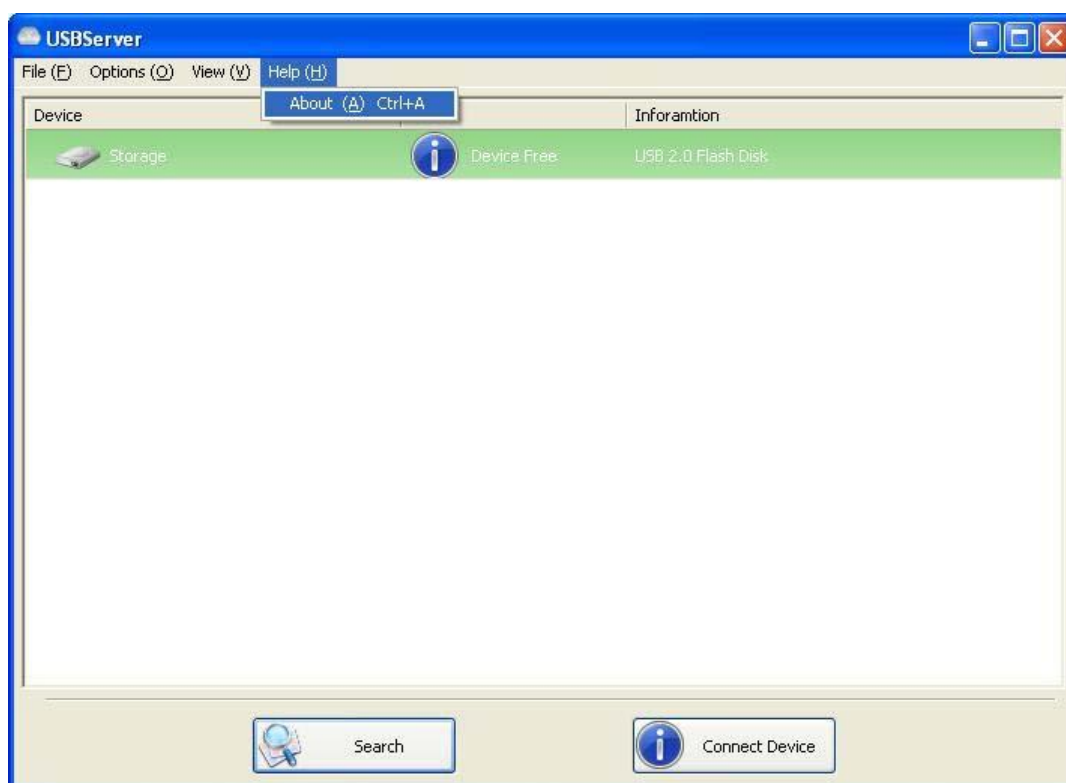 USBServer
File (F) Options (O) View (V) Help (H)
About (A) Ctrl+A
Device Inforamtion
Storage Device Free USB 2.0 Flash Disk
Search Connect Device